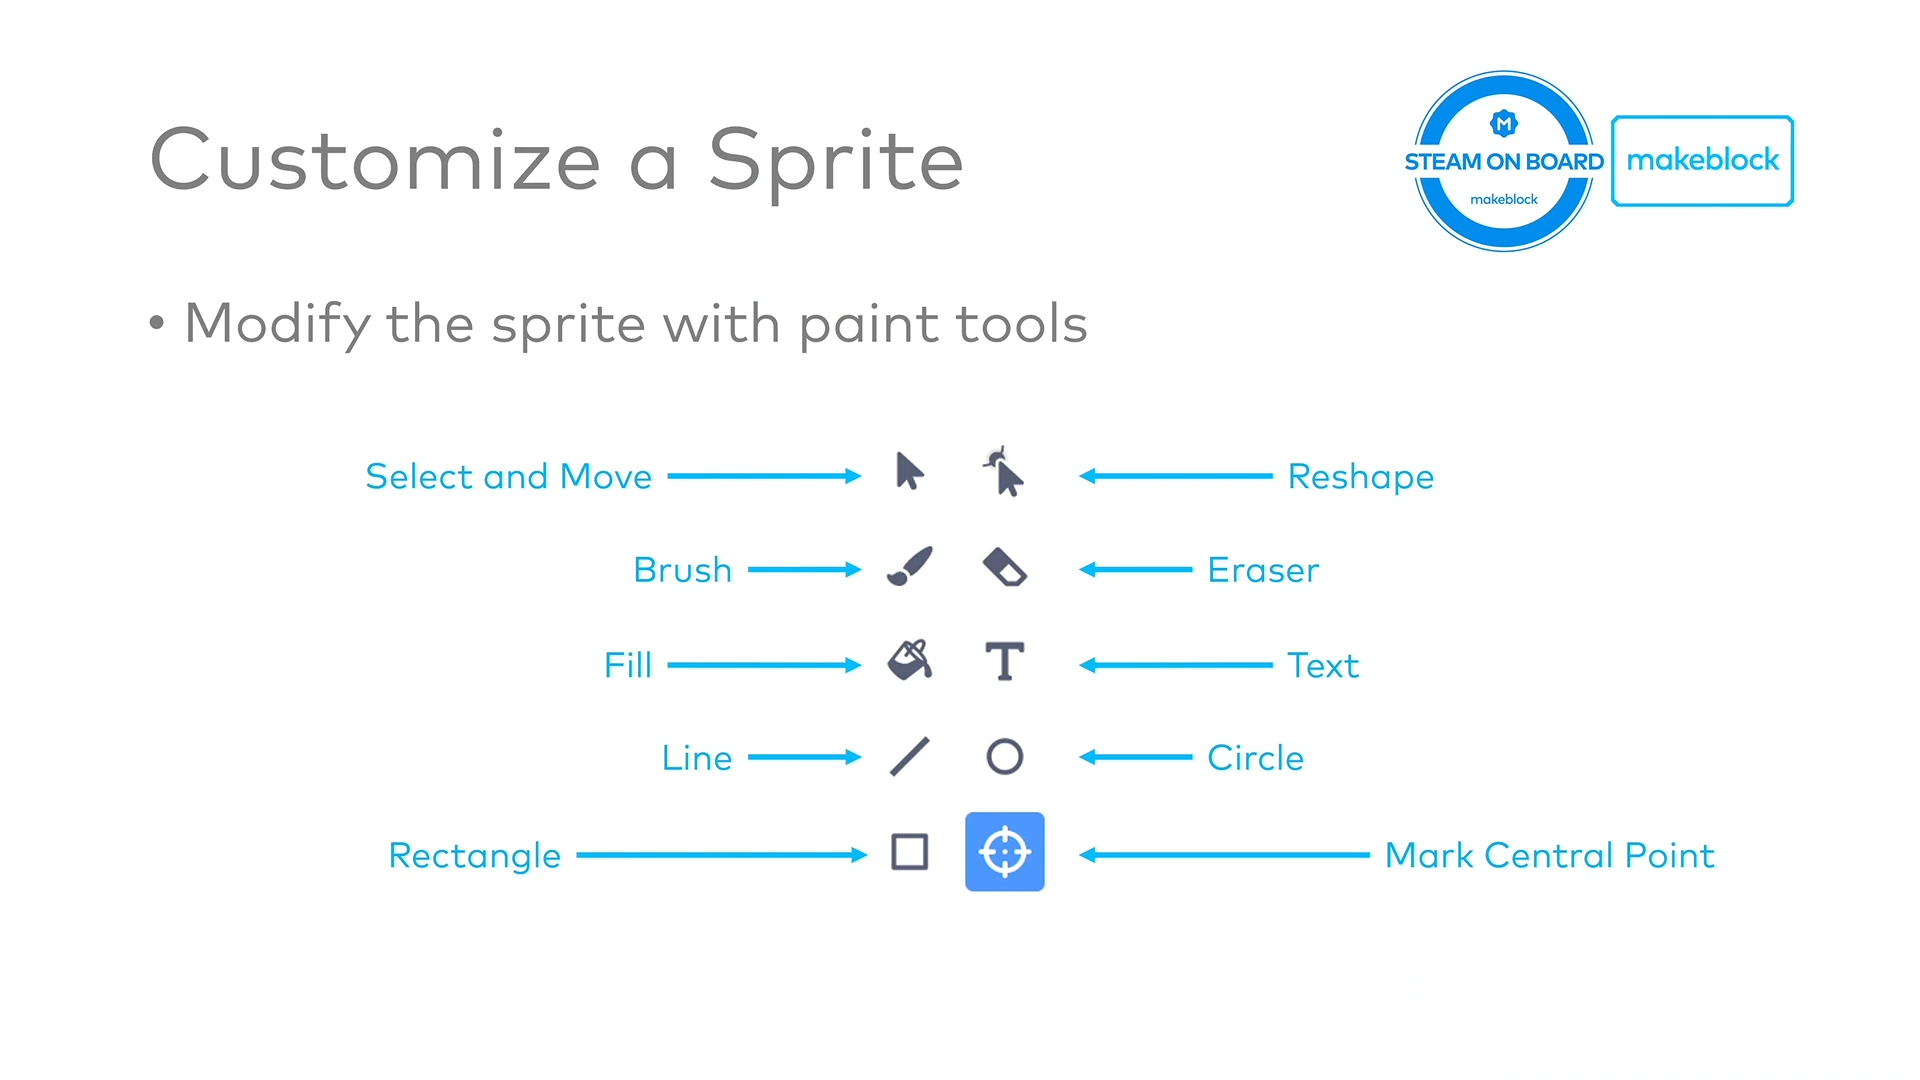 Customize a Sprite
M
STEAM ON BOARD
makeblock
makeblock
• Modify the sprite with paint tools
Select and Move
Reshape
Brush
Eraser
Fill
T
Text
Line
Circle
Rectangle
Mark Central Point